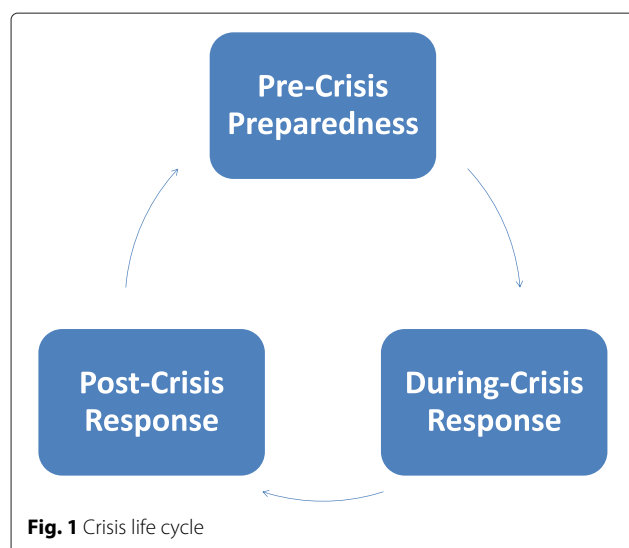 Pre-Crisis
Preparedness
Post-Crisis
Response
During-Crisis
Response
Fig. 1 Crisis life cycle